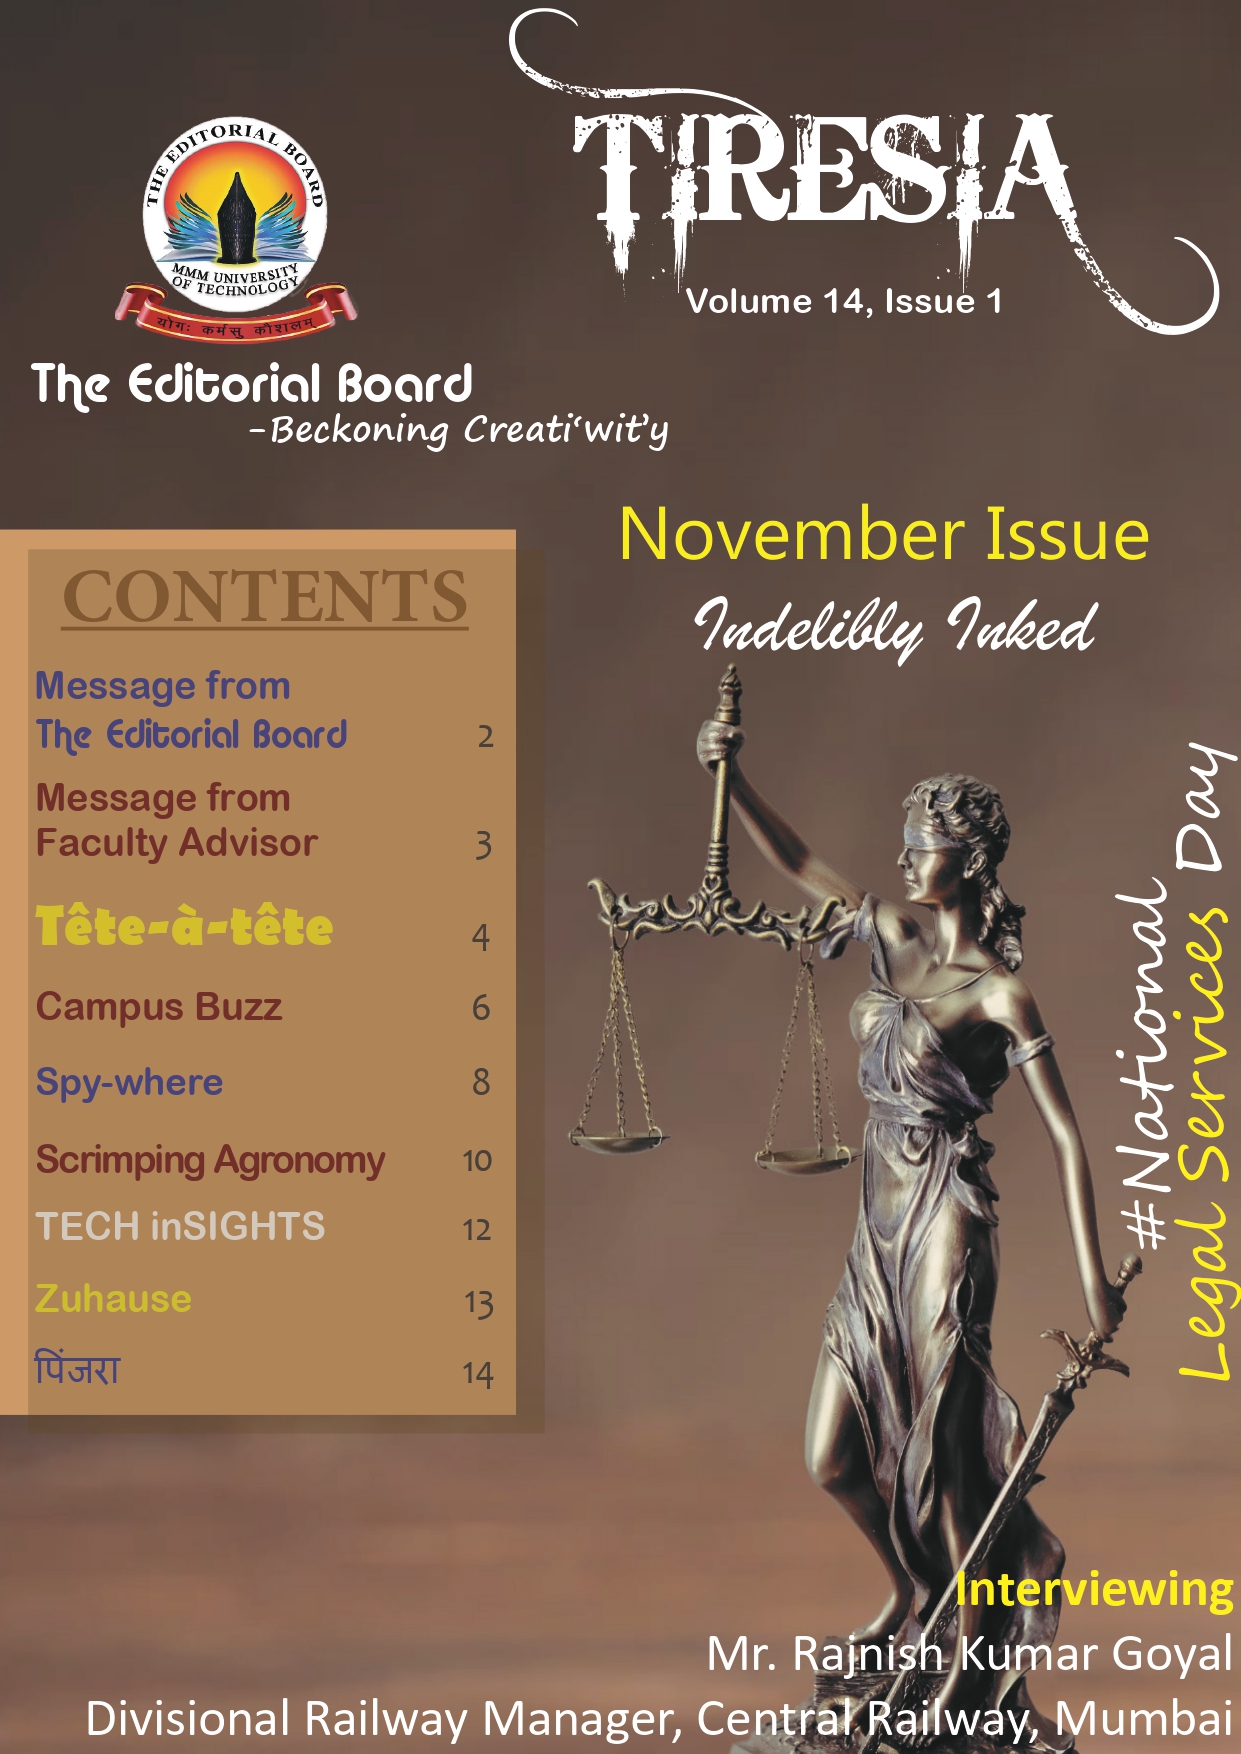 TIRESIA
Volume 14, Issue 1
THE EDITORIAL BOARD
MMM UNIVERSITY
OF TECHNOLOGY
योगः कर्मसु कौशलम्
The Editorial Board
-Beckoning Creati‘wit’y
November Issue
Indelibly Inked
CONTENTS
Message from
The Editorial Board 2
Message from
Faculty Advisor 3
Tête-à-tête 4
Campus Buzz 6
Spy-where 8
Scrimping Agronomy 10
TECH inSIGHTS 12
Zuhause 13
पिंजरा 14
#National
Legal Services Day
Interviewing
Mr. Rajnish Kumar Goyal
Divisional Railway Manager, Central Railway, Mumbai